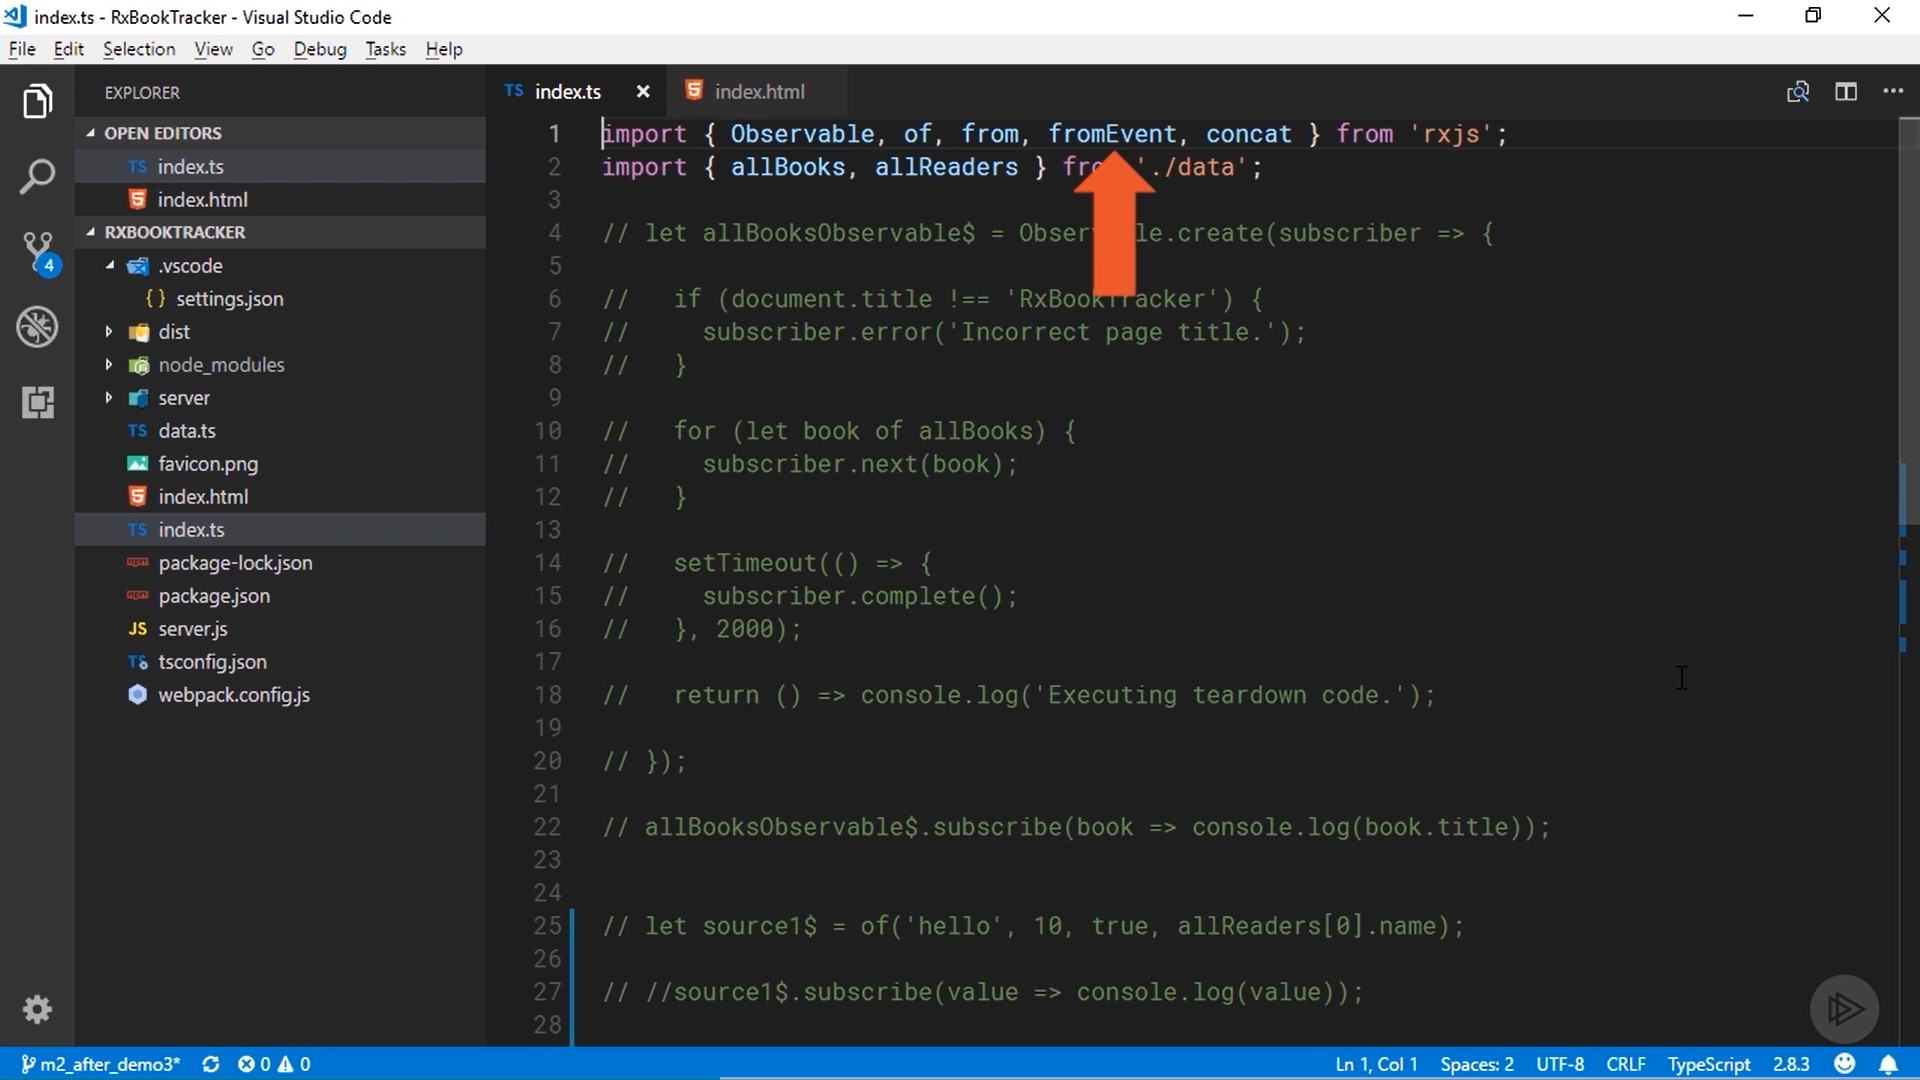 index.ts - RxBookTracker - Visual Studio Code
File Edit Selection View Go Debug Tasks Help
EXPLORER
OPEN EDITORS
TS index.ts
index.html
RXBOOKTRACKER
.vscode
{ } settings.json
dist
node_modules
server
TS data.ts
favicon.png
index.html
TS index.ts
package-lock.json
package.json
JS server.js
TS tsconfig.json
webpack.config.js
4
TS index.ts × index.html
1 import { Observable, of, from, fromEvent, concat } from 'rxjs';
2 import { allBooks, allReaders } './data';
3
4 // let allBooksObservable$ = .create(subscriber => {
5
6 // if (document.title !== 'RxBookTracker') {
7 // subscriber.error('Incorrect page title.');
8 // }
9
10 // for (let book of allBooks) {
11 // subscriber.next(book);
12 // }
13
14 // setTimeout(() => {
15 // subscriber.complete();
16 // }, 2000);
17
18 // return () => console.log('Executing teardown code.');
19
20 // });
21
22 // allBooksObservable$.subscribe(book => console.log(book.title));
23
24
25 // let source1$ = of('hello', 10, true, allReaders[0].name);
26
27 // //source1$.subscribe(value => console.log(value));
28
m2_after_demo3* 0 0 Ln 1, Col 1 Spaces: 2 UTF-8 CRLF TypeScript 2.8.3